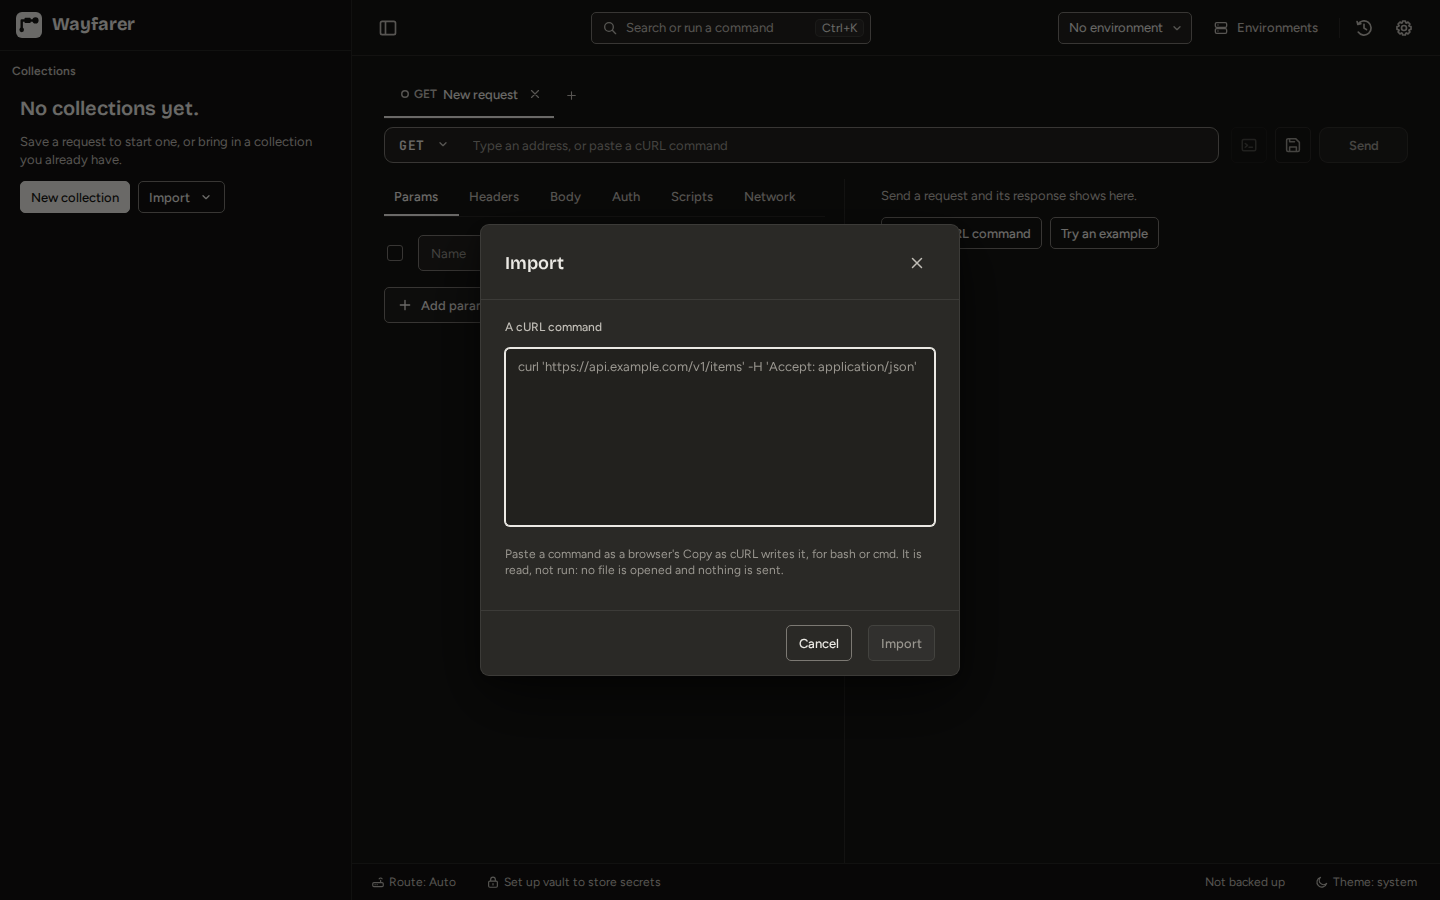 Wayfarer
Search or run a command
Ctrl+K
No environment
Environments
Collections
No collections yet.
Save a request to start one, or bring in a collection
you already have.
New collection
Import
GET New request
GET
Type an address, or paste a cURL command
Send
Params
Headers
Body
Auth
Scripts
Network
Send a request and its response shows here.
command
Try an example
Name
Add
Import
A cURL command
curl 'https://api.example.com/v1/items' -H 'Accept: application/json'
Paste a command as a browser's Copy as cURL writes it, for bash or cmd. It is
read, not run: no file is opened and nothing is sent.
Cancel
Import
Route: Auto
Set up vault to store secrets
Not backed up
Theme: system